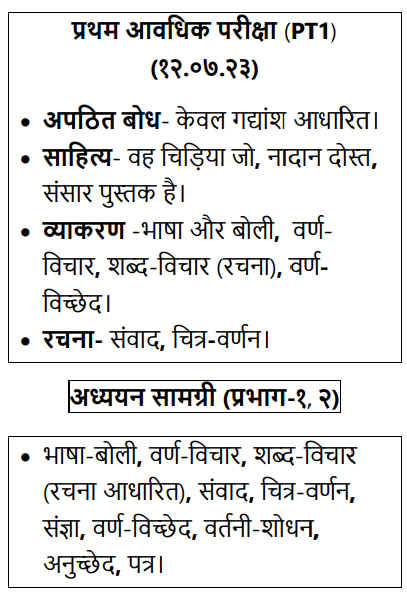 प्रथम आवधिक परीक्षा (PT1)
(१२.०७.२३)
• अपठित बोध- केवल गद्यांश आधारित।
• साहित्य- वह चिड़िया जो, नादान दोस्त,
संसार पुस्तक है।
• व्याकरण -भाषा और बोली, वर्ण-
विचार, शब्द-विचार (रचना), वर्ण-
विच्छेद।
• रचना- संवाद, चित्र-वर्णन।
अध्ययन सामग्री (प्रभाग-१, २)
• भाषा-बोली, वर्ण-विचार, शब्द-विचार
(रचना आधारित), संवाद, चित्र-वर्णन,
संज्ञा, वर्ण-विच्छेद, वर्तनी-शोधन,
अनुच्छेद, पत्र।